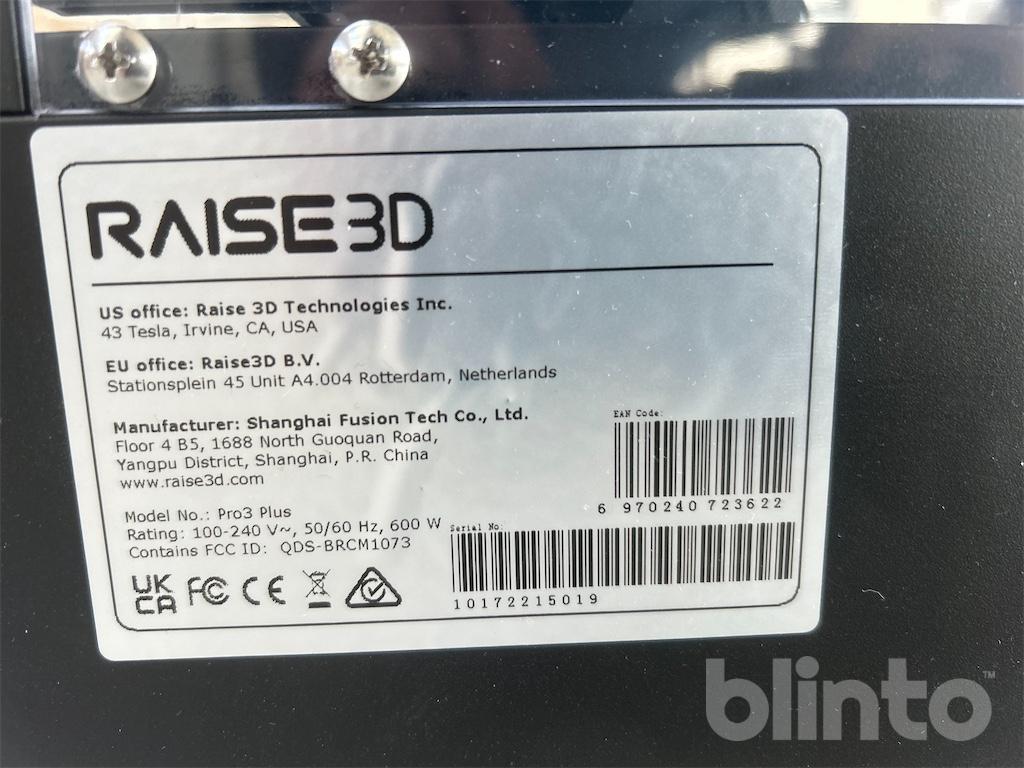 RAISE3D
US office: Raise 3D Technologies Inc.
43 Tesla, Irvine, CA, USA
EU office: Raise3D B.V.
Stationsplein 45 Unit A4.004 Rotterdam, Netherlands
Manufacturer: Shanghai Fusion Tech Co., Ltd.
Floor 4 B5, 1688 North Guoquan Road,
Yangpu District, Shanghai, P.R. China
www.raise3d.com
EAN Code:
6 970240 723622
Model No.: Pro3 Plus
Rating: 100-240 V~, 50/60 Hz, 600 W
Contains FCC ID: QDS-BRCM1073
Serial No:
10172215019
UK
CA
FC CE
blinto™